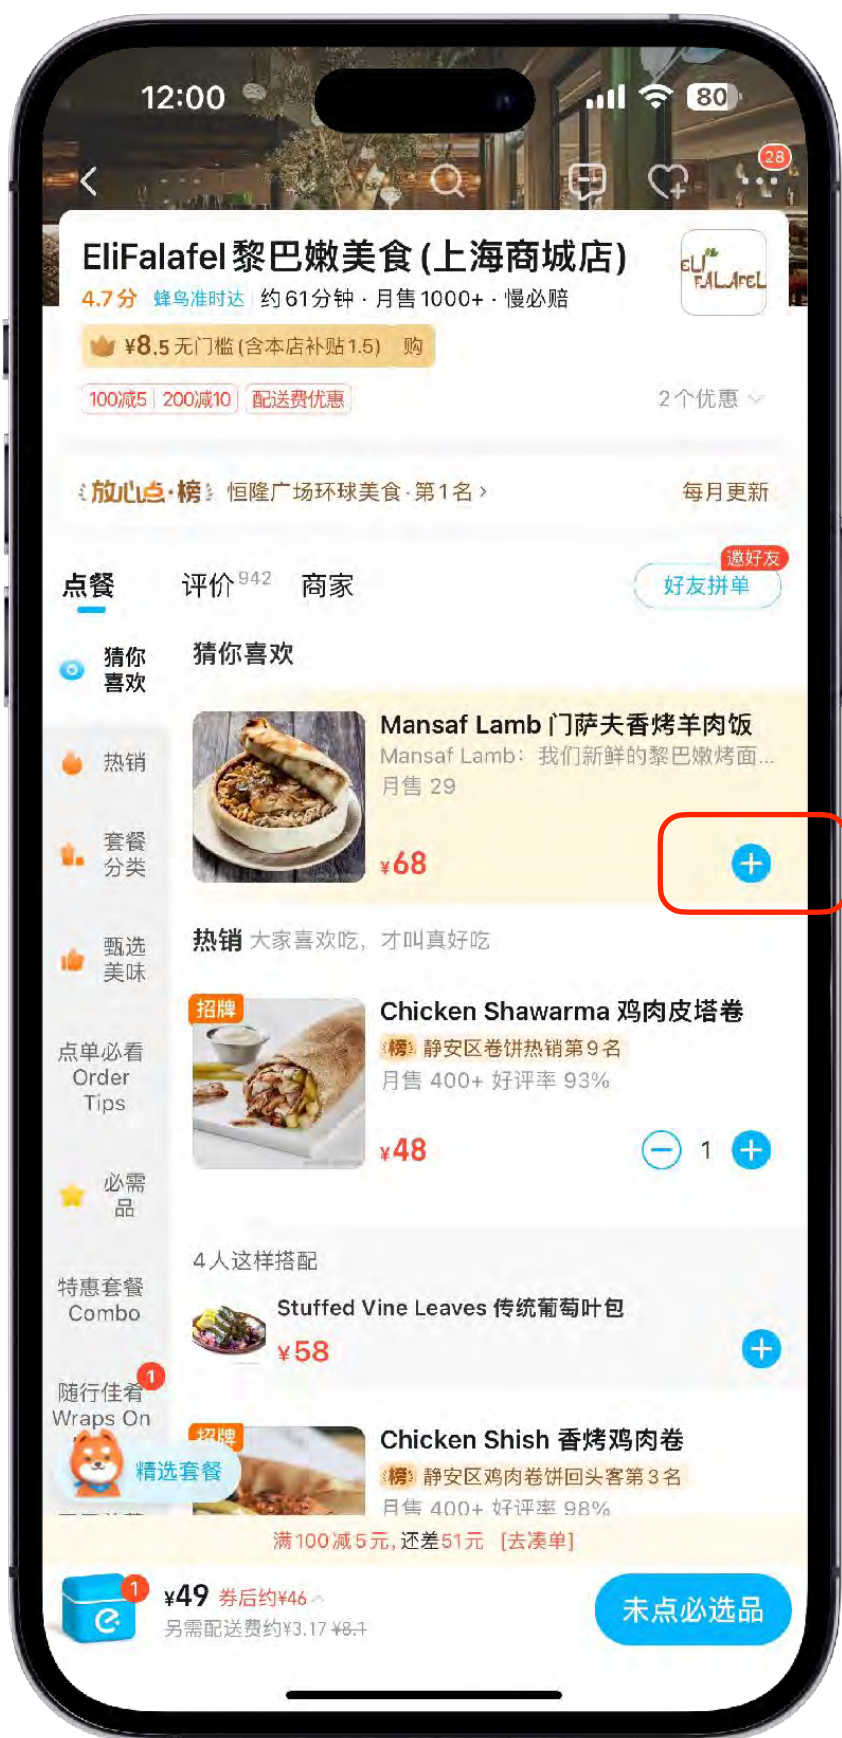 12:00
80
28
EliFalafel黎巴嫩美食(上海商城店)
ELI
FALAFEL
4.7分 蜂鸟准时达 约61分钟 · 月售1000+ · 慢必赔
¥8.5无门槛(含本店补贴1.5) 购
100减5 200减10 配送费优惠
2个优惠
放心点·榜 恒隆广场环球美食·第1名
每月更新
点餐
评价942
商家
邀好友
好友拼单
猜你
喜欢
热销
套餐
分类
甄选
美味
点单必看
Order
Tips
必需
品
特惠套餐
Combo
1
随行佳肴
Wraps On
精选套餐
猜你喜欢
Mansaf Lamb 门萨夫香烤羊肉饭
Mansaf Lamb：我们新鲜的黎巴嫩烤面...
月售 29
¥68
热销 大家喜欢吃，才叫真好吃
招牌
Chicken Shawarma 鸡肉皮塔卷
榜 静安区卷饼热销第9名
月售 400+ 好评率 93%
¥48
1
4人这样搭配
Stuffed Vine Leaves 传统葡萄叶包
¥58
招牌
Chicken Shish 香烤鸡肉卷
榜 静安区鸡肉卷饼回头客第3名
月售 400+ 好评率 98%
满100减5元,还差51元 [去凑单]
1
¥49 券后约¥46
另需配送费约¥3.17 ¥8.1
未点必选品